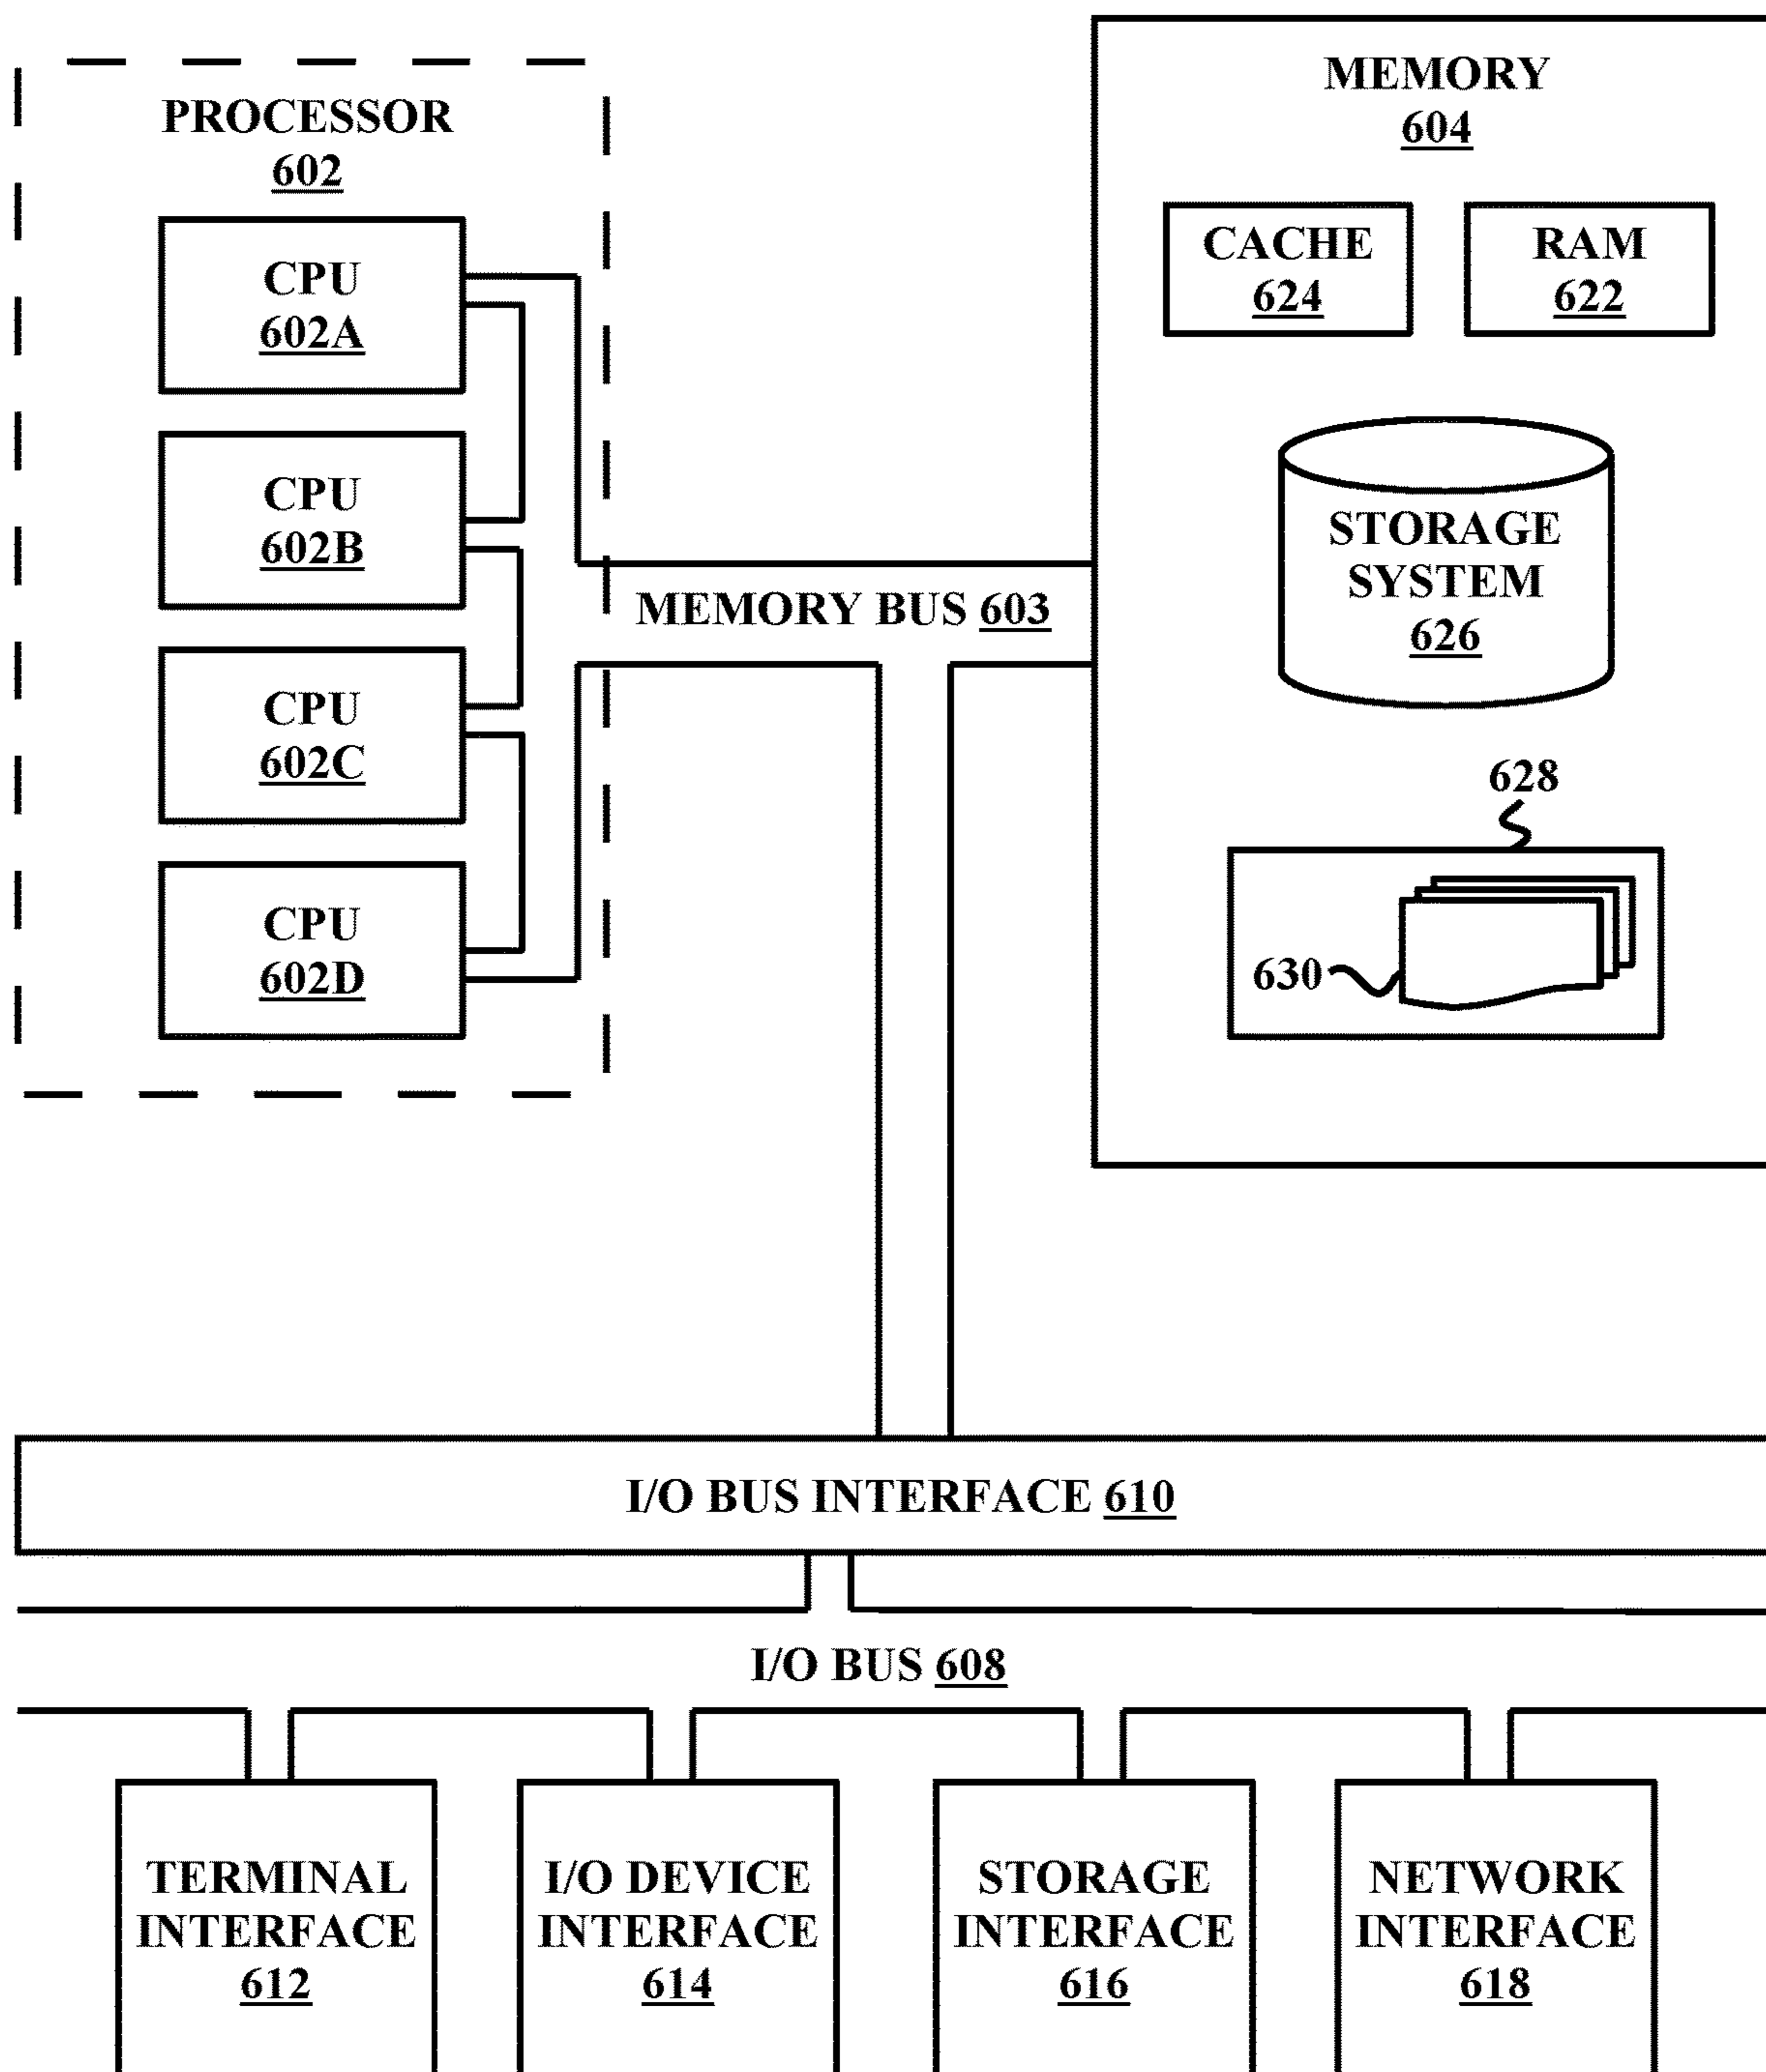 PROCESSOR
602
CPU
602A
CPU
602B
CPU
602C
CPU
602D
MEMORY BUS 603
MEMORY
604
CACHE
624
RAM
622
STORAGE
SYSTEM
626
628
630
I/O BUS INTERFACE 610
I/O BUS 608
TERMINAL
INTERFACE
612
I/O DEVICE
INTERFACE
614
STORAGE
INTERFACE
616
NETWORK
INTERFACE
618